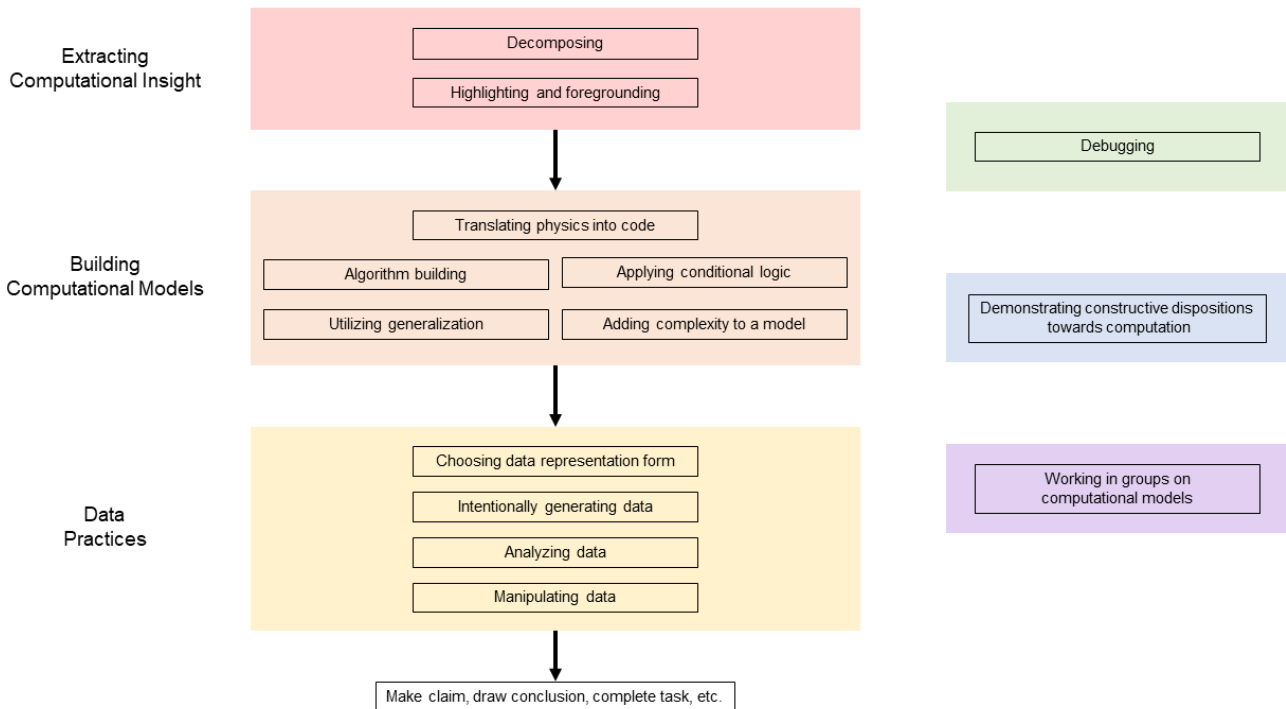 Extracting
Computational Insight
Decomposing
Highlighting and foregrounding
Building
Computational Models
Translating physics into code
Algorithm building
Applying conditional logic
Utilizing generalization
Adding complexity to a model
Data
Practices
Choosing data representation form
Intentionally generating data
Analyzing data
Manipulating data
Make claim, draw conclusion, complete task, etc.
Debugging
Demonstrating constructive dispositions
towards computation
Working in groups on
computational models